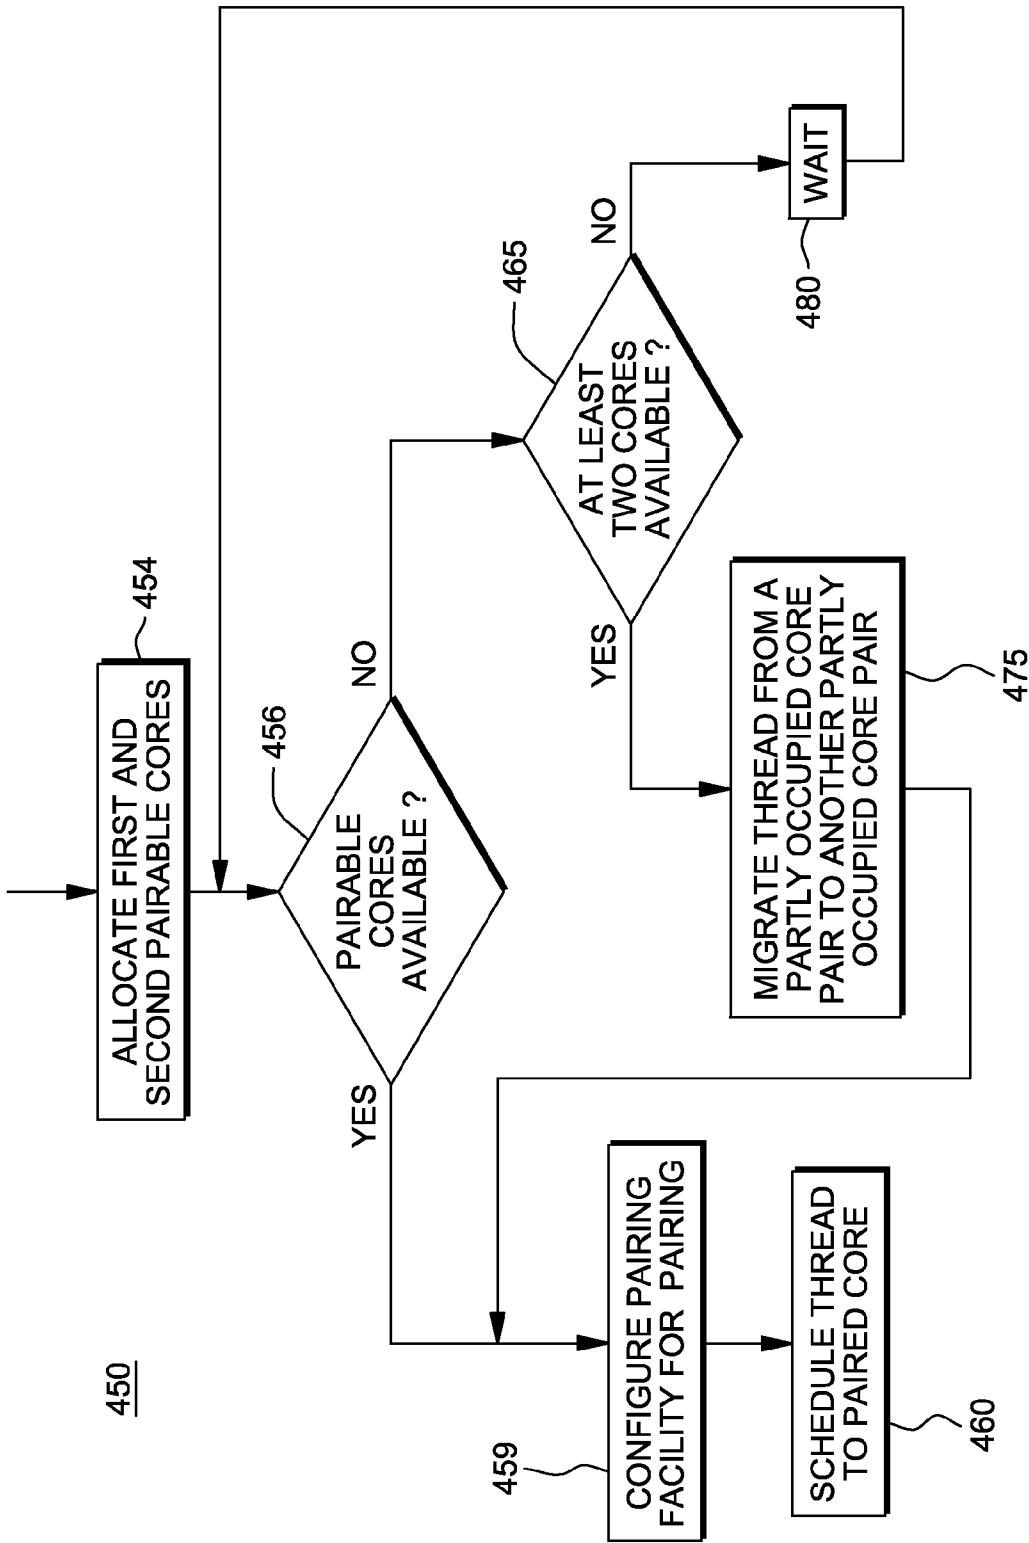 450
ALLOCATE FIRST AND
SECOND PAIRABLE CORES
454
PAIRABLE
CORES
AVAILABLE ?
456
YES
NO
AT LEAST
TWO CORES
AVAILABLE ?
465
YES
NO
WAIT
480
MIGRATE THREAD FROM A
PARTLY OCCUPIED CORE
PAIR TO ANOTHER PARTLY
OCCUPIED CORE PAIR
475
CONFIGURE PAIRING
FACILITY FOR PAIRING
459
SCHEDULE THREAD
TO PAIRED CORE
460